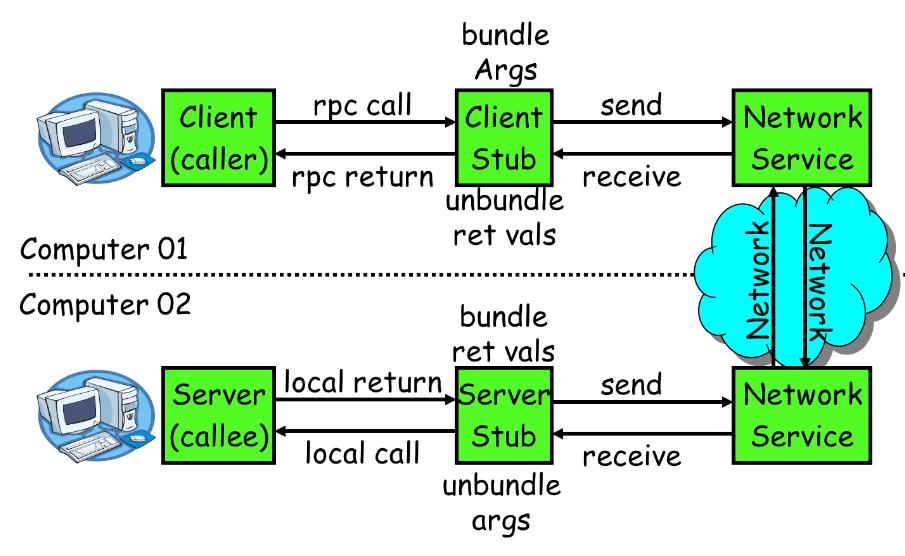 bundle
Args
Client
(caller)
rpc call
rpc return
Client
Stub
send
receive
Network
Service
unbundle
ret vals
Computer 01
Network
Network
Computer 02
bundle
ret vals
Server
(callee)
local return
local call
Server
Stub
send
receive
Network
Service
unbundle
args